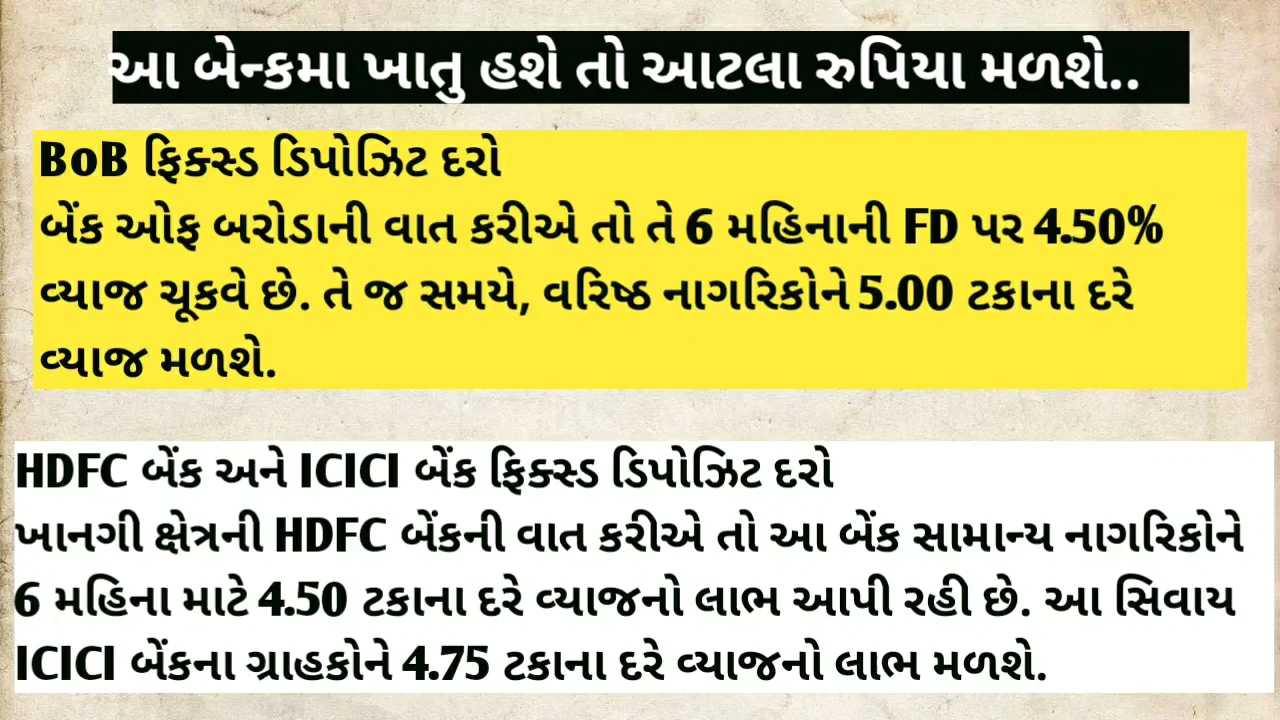 આ બેન્કમા ખાતુ હશે તો આટલા રુપિયા મળશે..
BoB ફિક્સ્ડ ડિપોઝિટ દરો
બેંક ઓફ બરોડાની વાત કરીએ તો તે 6 મહિનાની FD પર 4.50%
વ્યાજ ચૂકવે છે. તે જ સમયે, વરિષ્ઠ નાગરિકોને 5.00 ટકાના દરે
વ્યાજ મળશે.
HDFC બેંક અને ICICI બેંક ફિક્સ્ડ ડિપોઝિટ દરો
ખાનગી ક્ષેત્રની HDFC બેંકની વાત કરીએ તો આ બેંક સામાન્ય નાગરિકોને
6 મહિના માટે 4.50 ટકાના દરે વ્યાજનો લાભ આપી રહી છે. આ સિવાય
ICICI બેંકના ગ્રાહકોને 4.75 ટકાના દરે વ્યાજનો લાભ મળશે.